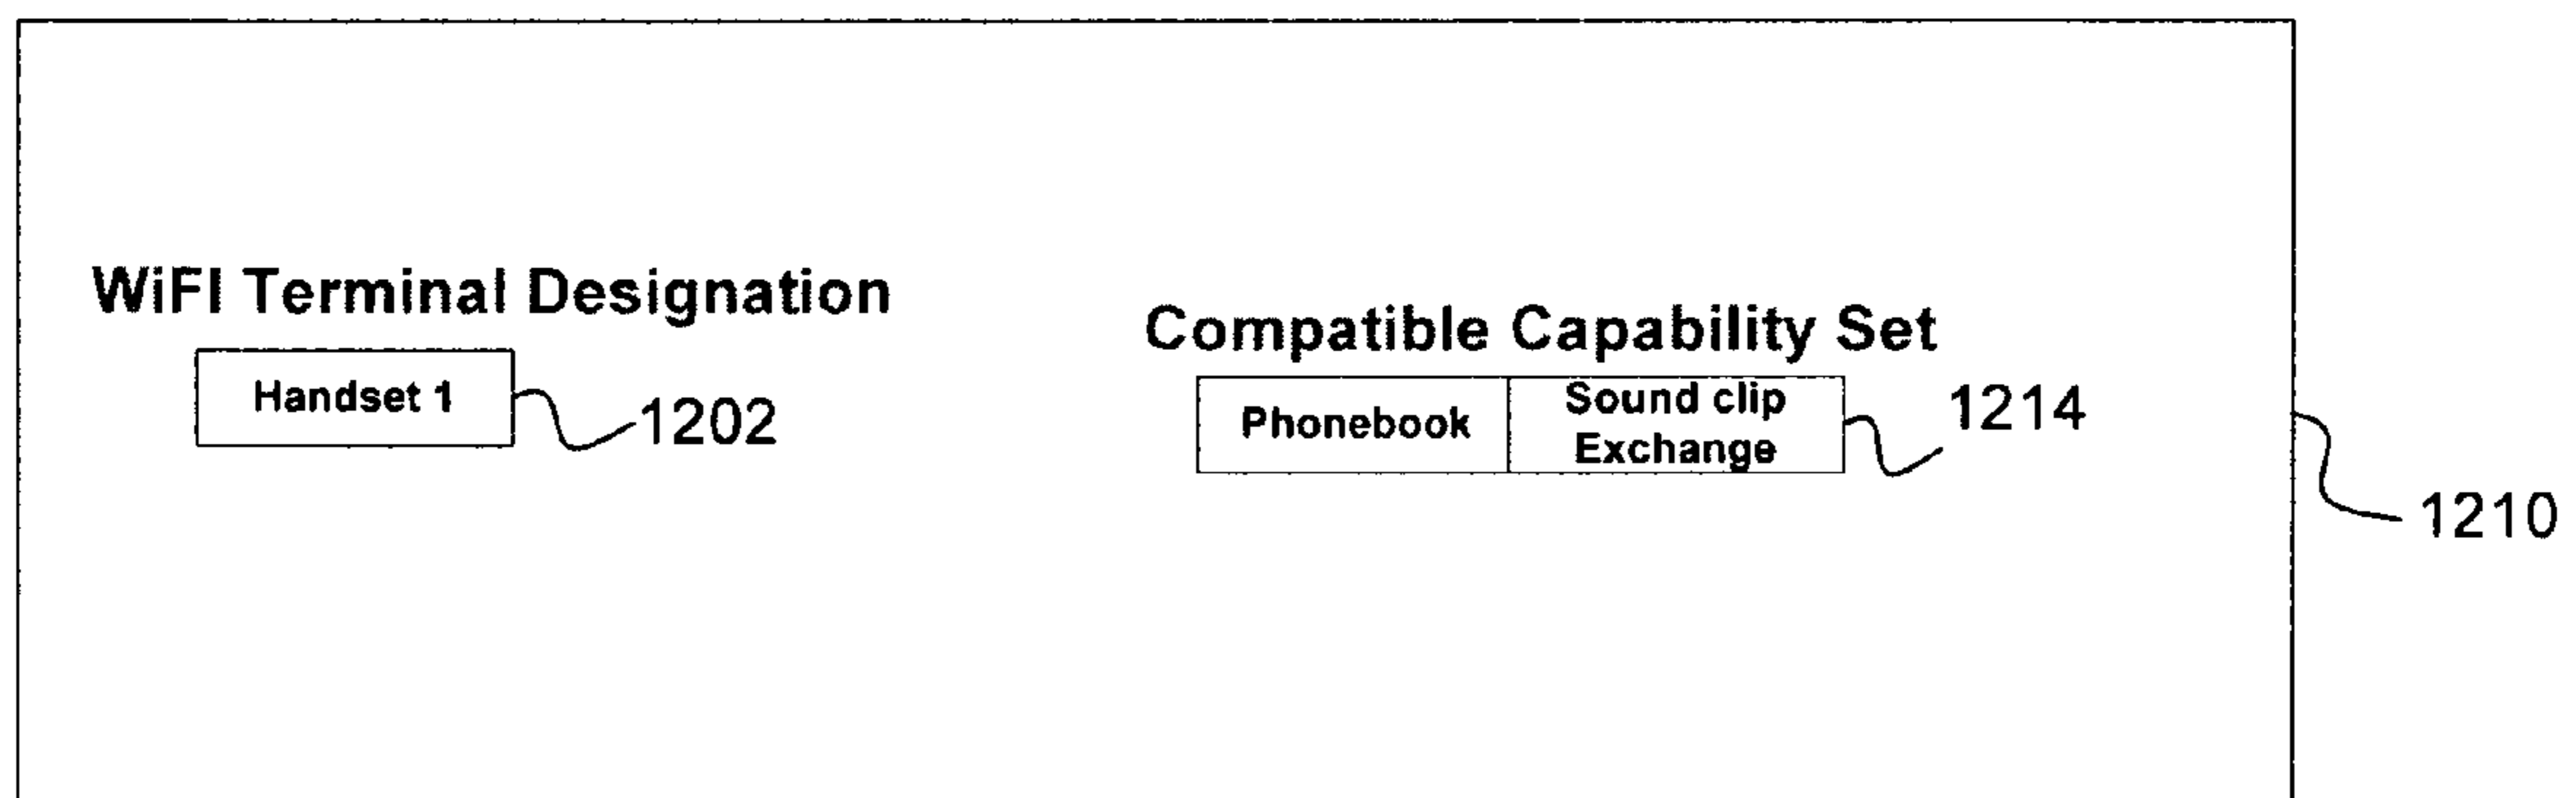 WiFI Terminal Designation
Handset 1
1202
Compatible Capability Set
Phonebook
Sound clip
Exchange
1214
1210